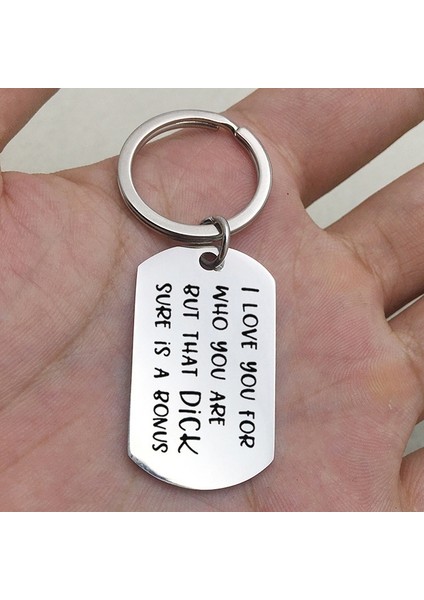 I LOVE YOU FOR
WHO YOU ARE
BUT THAT DICK
SURE IS A BONUS